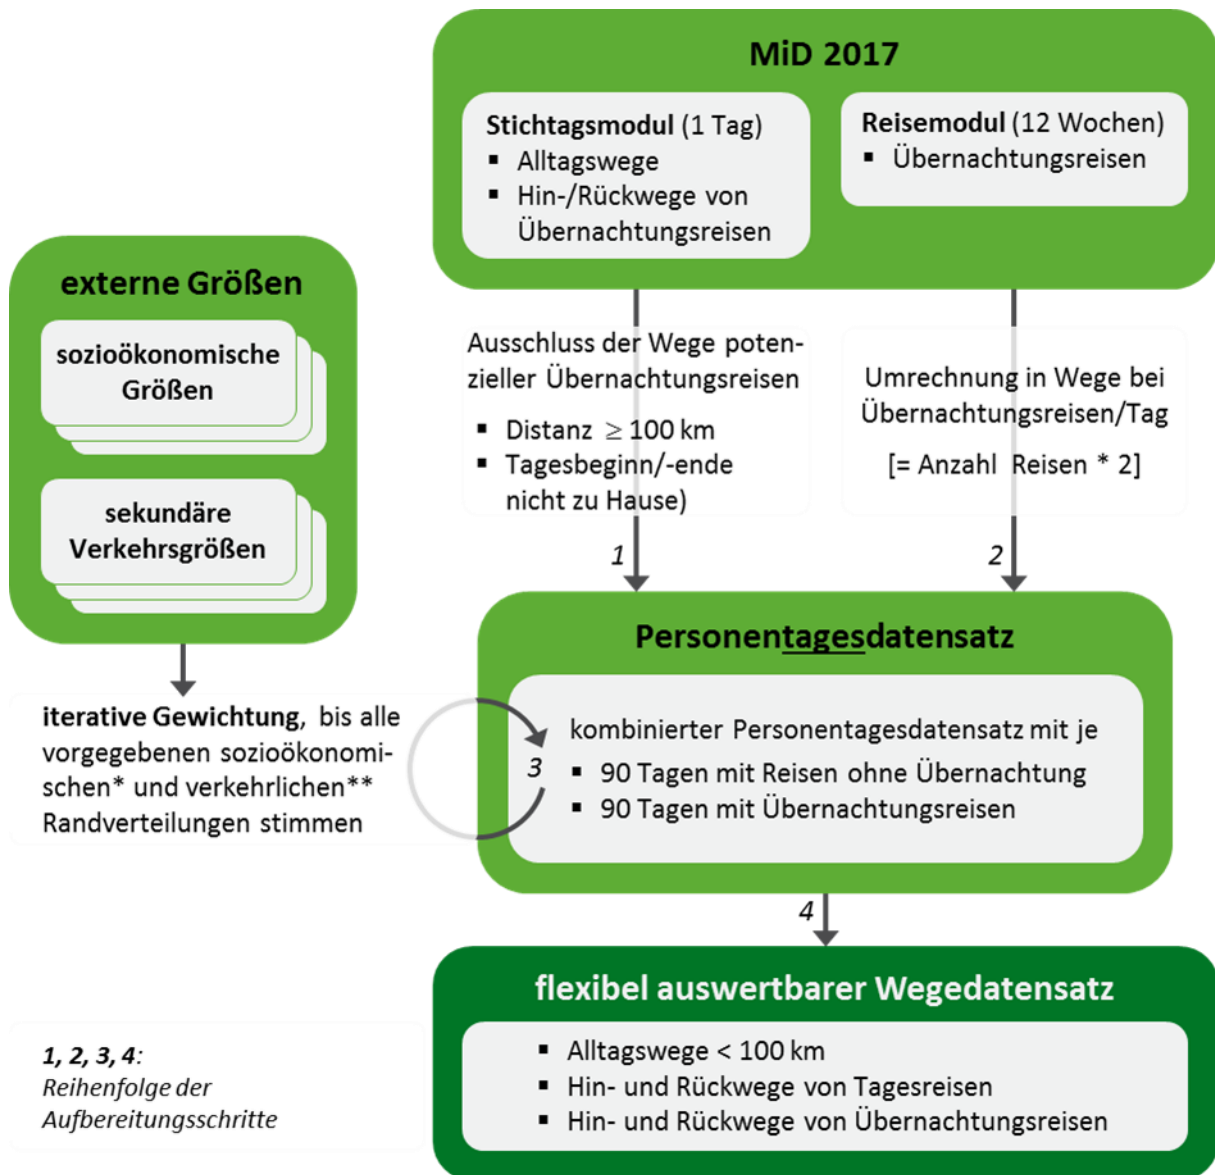 MiD 2017
Stichtagsmodul (1 Tag)
▪ Alltagswege
▪ Hin-/Rückwege von
Übernachtungsreisen
Reisemodul (12 Wochen)
▪ Übernachtungsreisen
externe Größen
sozioökonomische
Größen
sekundäre
Verkehrsgrößen
Ausschluss der Wege poten-
zieller Übernachtungsreisen
▪ Distanz ≥ 100 km
▪ Tagesbeginn/-ende
nicht zu Hause)
1
Umrechnung in Wege bei
Übernachtungsreisen/Tag
[= Anzahl Reisen * 2]
2
iterative Gewichtung, bis alle
vorgegebenen sozioökonomi-
schen* und verkehrlichen**
Randverteilungen stimmen
3
Personentagesdatensatz
kombinierter Personentagesdatensatz mit je
▪ 90 Tagen mit Reisen ohne Übernachtung
▪ 90 Tagen mit Übernachtungsreisen
4
flexibel auswertbarer Wegedatensatz
▪ Alltagswege < 100 km
▪ Hin- und Rückwege von Tagesreisen
▪ Hin- und Rückwege von Übernachtungsreisen
1, 2, 3, 4:
Reihenfolge der
Aufbereitungsschritte